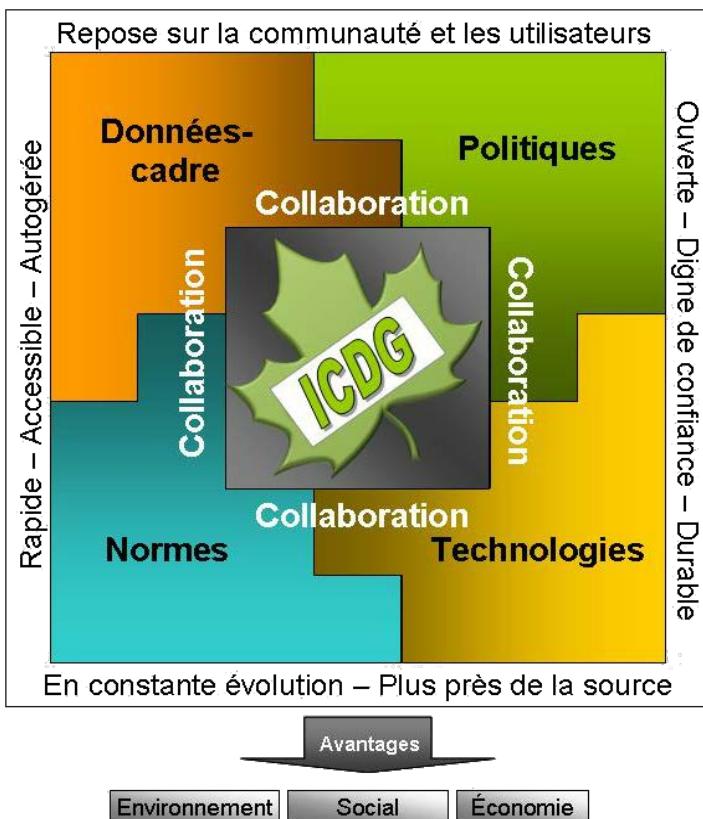 Repose sur la communauté et les utilisateurs
Rapide – Accessible – Autogérée
Données-
cadre
Politiques
Ouverte – Digne de confiance – Durable
Collaboration
Collaboration
ICDG
Collaboration
Collaboration
Normes
Technologies
En constante évolution – Plus près de la source
Avantages
Environnement
Social
Économie